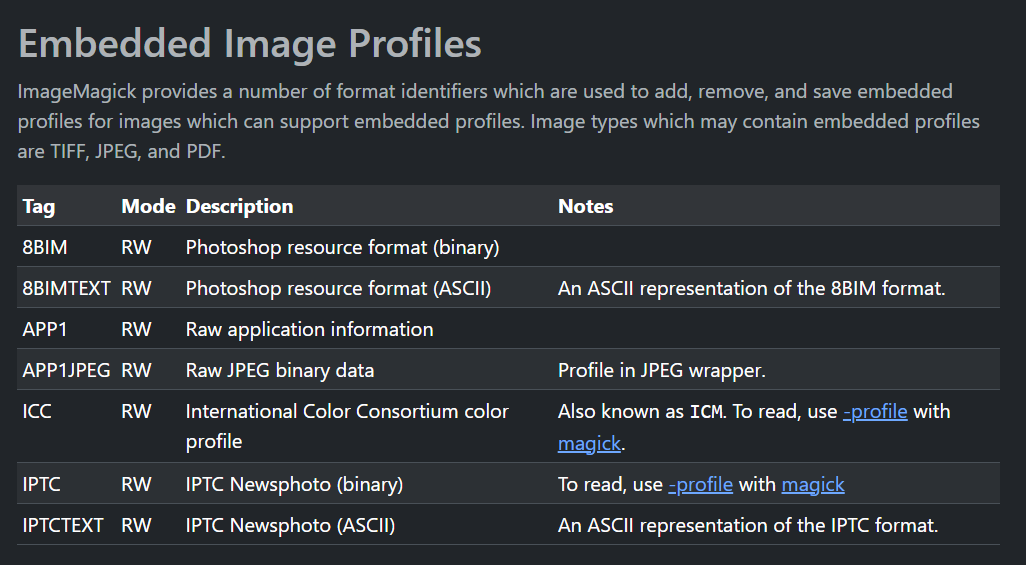 Embedded Image Profiles
ImageMagick provides a number of format identifiers which are used to add, remove, and save embedded
profiles for images which can support embedded profiles. Image types which may contain embedded profiles
are TIFF, JPEG, and PDF.
Tag Mode Description Notes
8BIM RW Photoshop resource format (binary)
8BIMTEXT RW Photoshop resource format (ASCII) An ASCII representation of the 8BIM format.
APP1 RW Raw application information
APP1JPEG RW Raw JPEG binary data Profile in JPEG wrapper.
ICC RW International Color Consortium color Also known as ICM. To read, use -profile with
profile magick.
IPTC RW IPTC Newsphoto (binary) To read, use -profile with magick
IPTCTEXT RW IPTC Newsphoto (ASCII) An ASCII representation of the IPTC format.